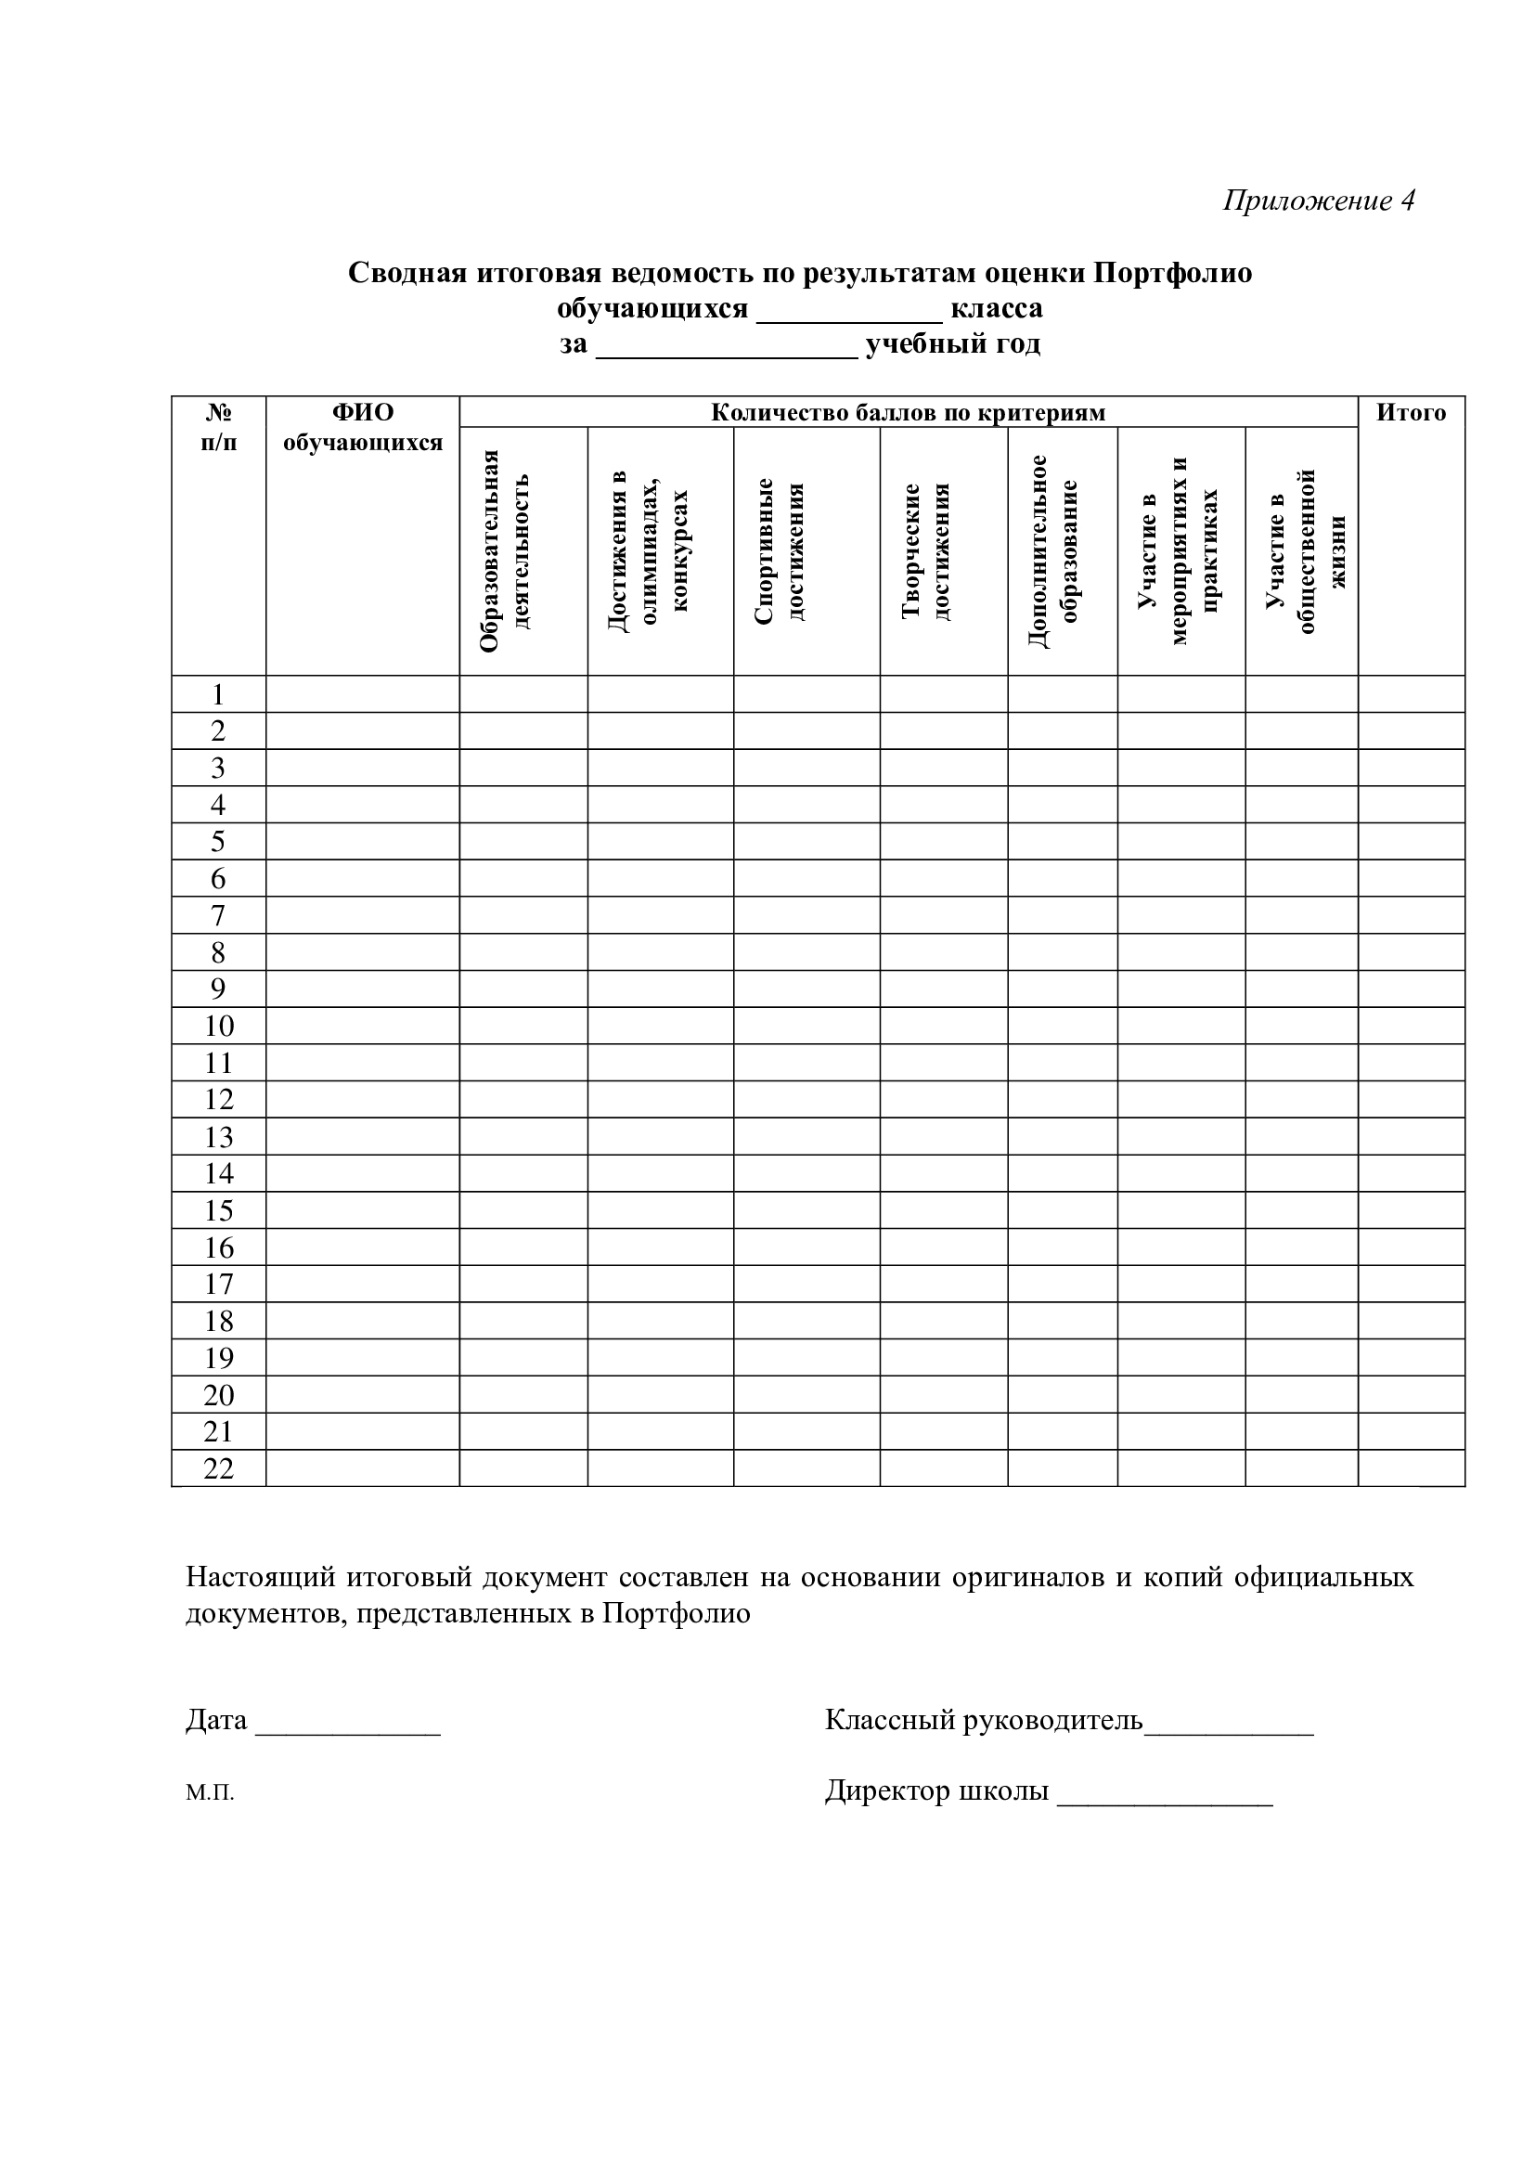 Приложение 4
Сводная итоговая ведомость по результатам оценки Портфолио
обучающихся ____________ класса
за _________________ учебный год
№
п/п
ФИО
обучающихся
Количество баллов по критериям
Итого
Образовательная
деятельность
Достижения в
олимпиадах,
конкурсах
Спортивные
достижения
Творческие
достижения
Дополнительное
образование
Участие в
мероприятиях и
практиках
Участие в
общественной
жизни
1
2
3
4
5
6
7
8
9
10
11
12
13
14
15
16
17
18
19
20
21
22
Настоящий итоговый документ составлен на основании оригиналов и копий официальных
документов, представленных в Портфолио
Дата ____________ Классный руководитель___________
М.П. Директор школы ______________